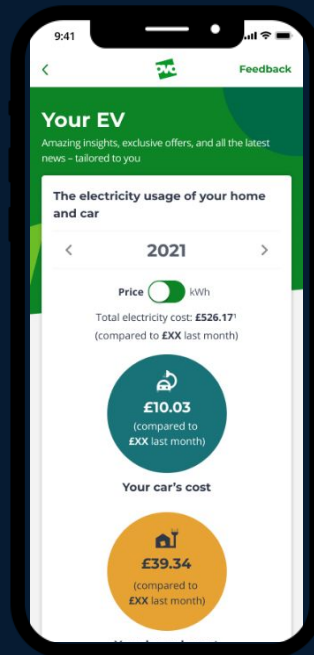 9:41
OVO
Feedback
Your EV
Amazing insights, exclusive offers, and all the latest
news – tailored to you
The electricity usage of your home
and car
2021
Price kWh
Total electricity cost: £526.17¹
(compared to £XX last month)
£10.03
(compared to
£XX last month)
Your car's cost
£39.34
(compared to
£XX last month)